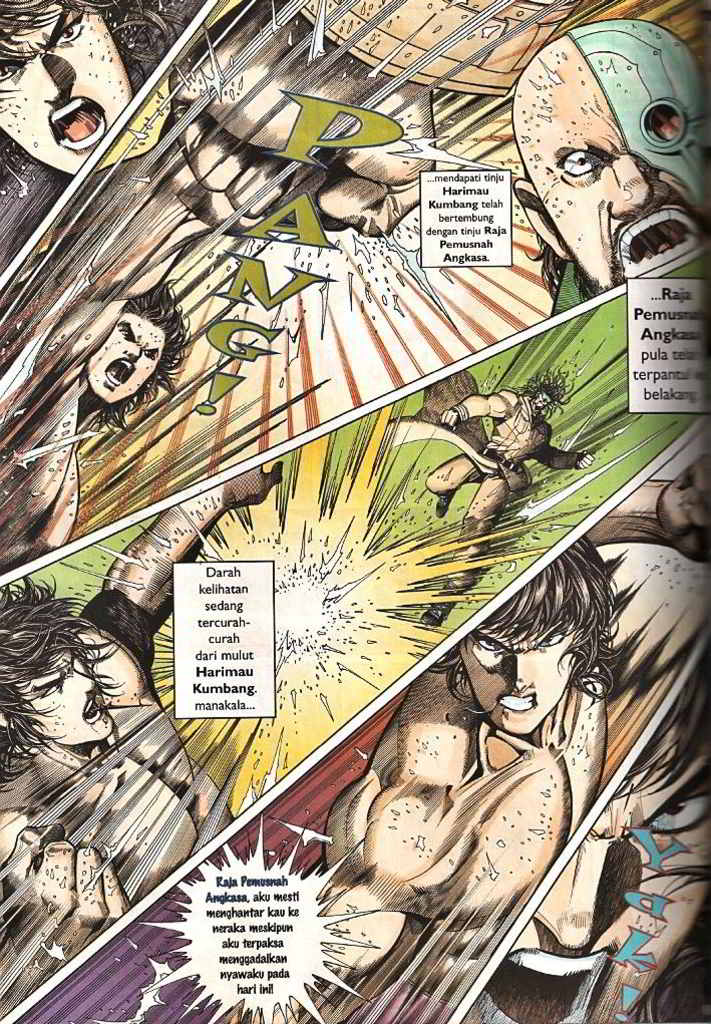 PANG!
...mendapati tinju
Harimau
Kumbang telah
bertembung
dengan tinju Raja
Pemusnah
Angkasa.
...Raja
Pemusnah
Angkasa
pula telah
terpantul
belakang.
Darah
kelihatan
sedang
tercurah-
curah
dari mulut
Harimau
Kumbang.
manakala...
Raja Pemusnah
Angkasa, aku mesti
menghantar kau ke
neraka meskipun
aku terpaksa
menggadalkan
nyawaku pada
hari ini!